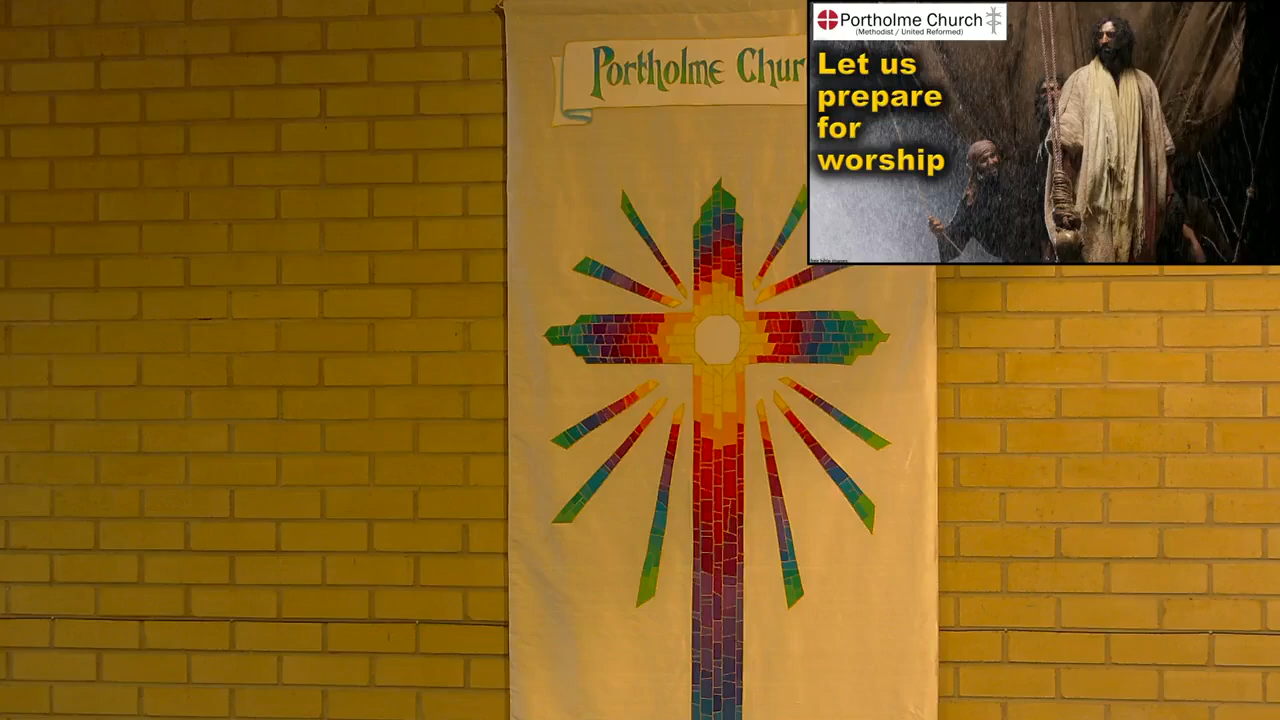 Portholme Chur
Portholme Church
(Methodist / United Reformed)
Let us
prepare
for
worship